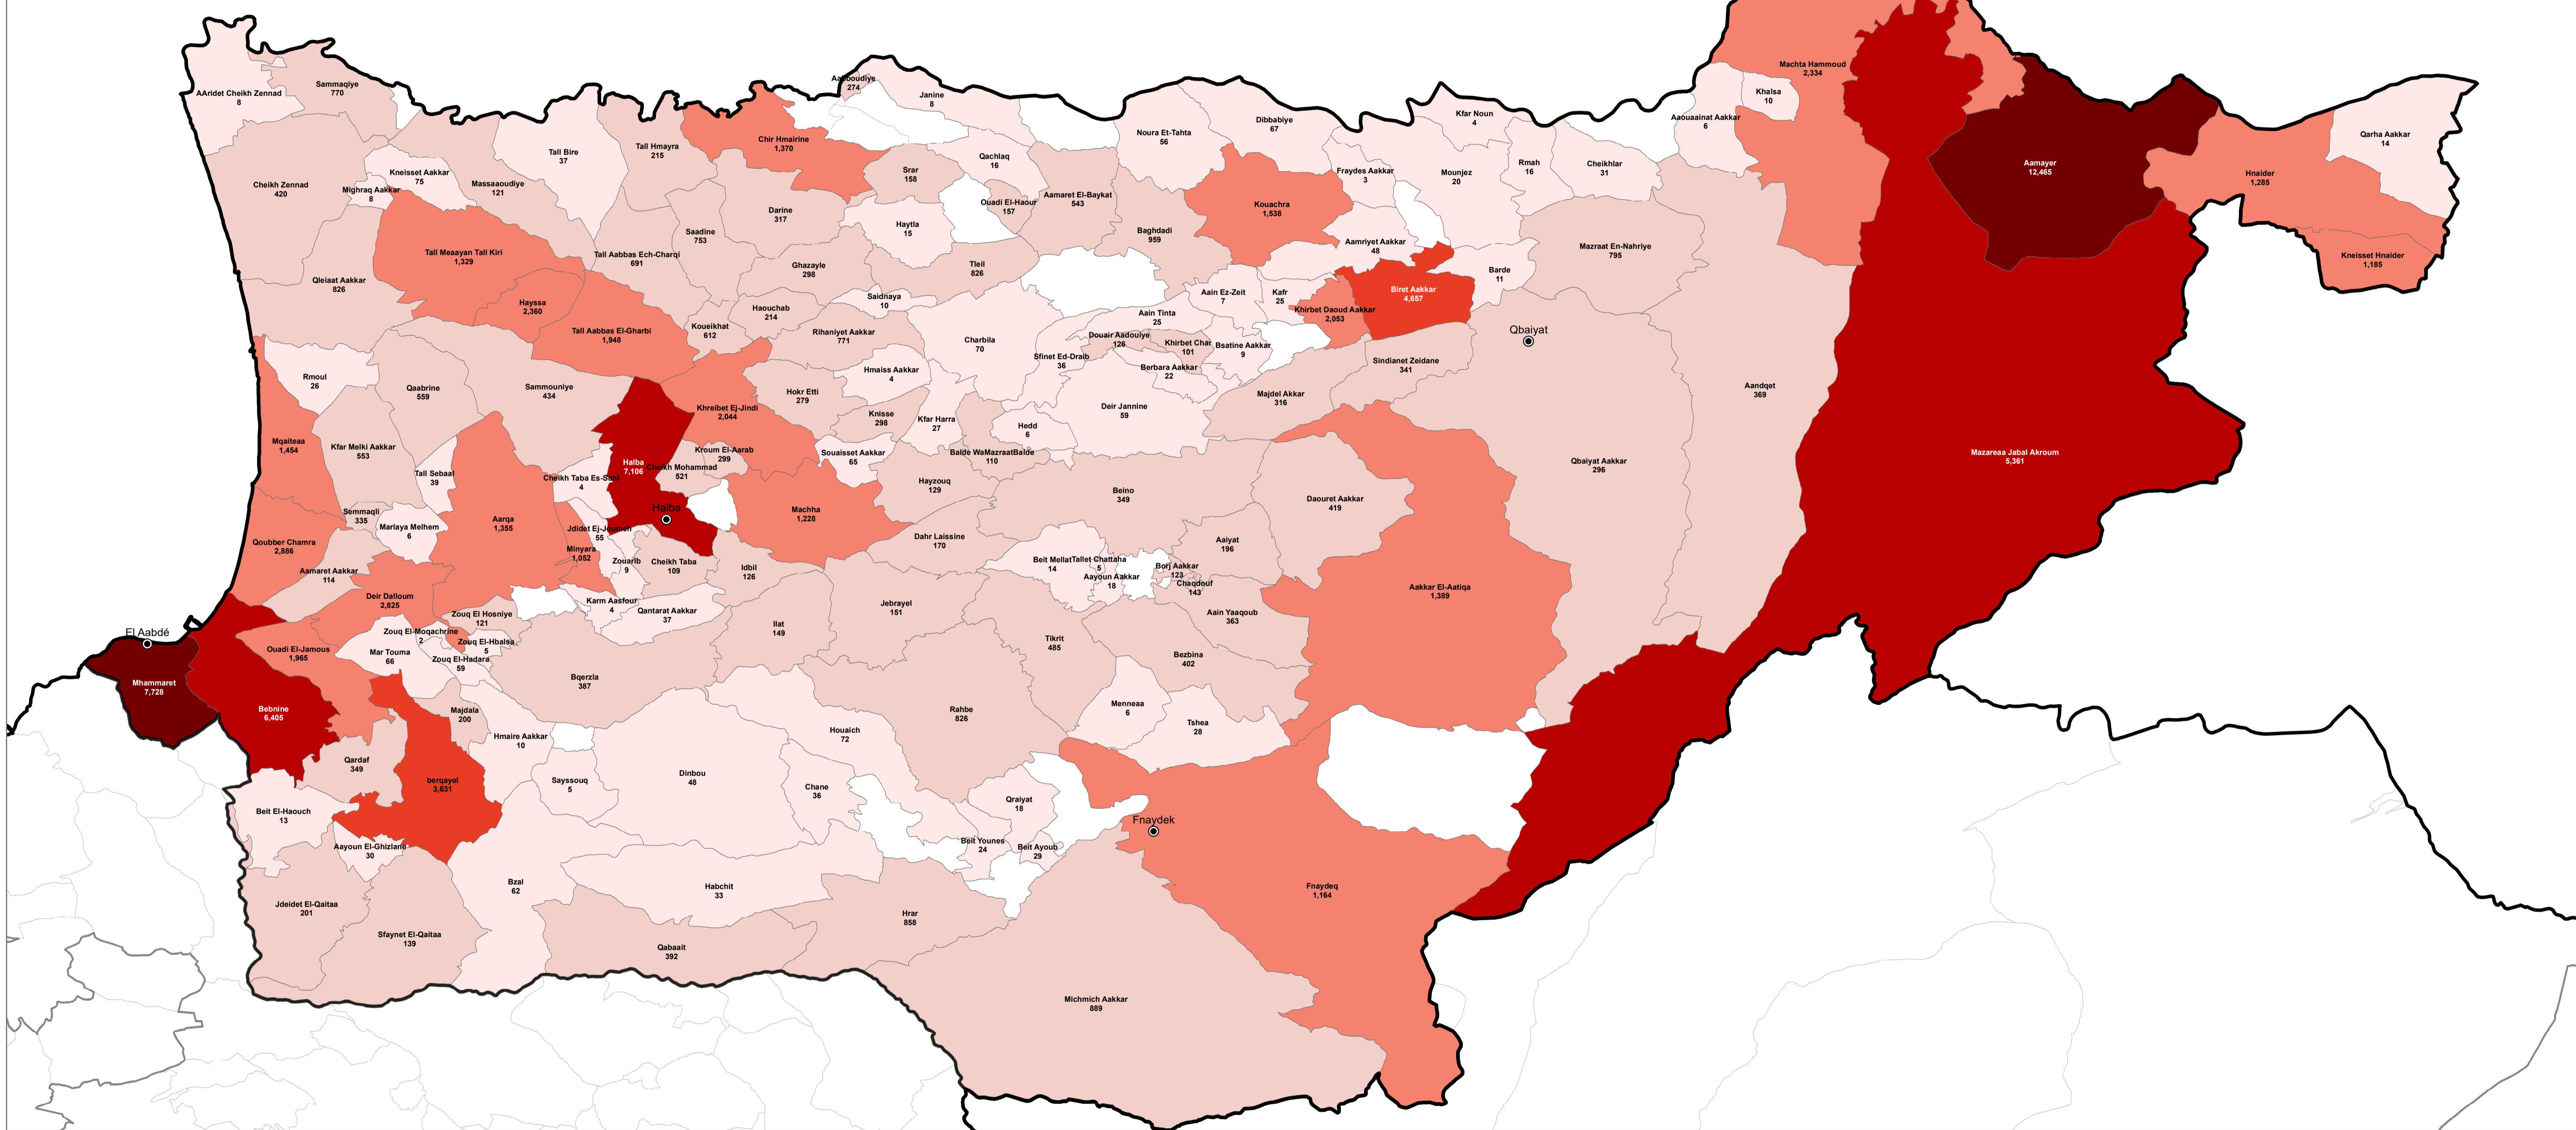 AAridet Cheikh Zennad
8
Sammaqiye
770
Aaboudiye
274
Janine
8
Machta Hammoud
2,334
Khalsa
10
Aaouaainat Aakkar
6
Kfar Noun
4
Dibbabiye
67
Noura Et-Tahta
56
Chir Hmairine
1,370
Tall Hmayra
215
Tall Bire
37
Qarha Aakkar
14
Aamayer
12,465
Hnaider
1,285
Kneisset Hnaider
1,185
Cheikhlar
31
Rmah
16
Mounjez
20
Fraydes Aakkar
3
Qachlaq
16
Srar
158
Kneisset Aakkar
75
Massaaoudiye
121
Mighraq Aakkar
8
Cheikh Zennad
420
Ouadi El-Haour
157
Aamaret El-Baykat
543
Kouachra
1,538
Darine
317
Haytla
15
Saadine
753
Baghdadi
959
Aamriyet Aakkar
48
Mazraat En-Nahriye
795
Tall Meaayan Tall Kiri
1,329
Tall Aabbas Ech-Charqi
691
Ghazayle
298
Tleil
826
Barde
11
Qleiaat Aakkar
826
Hayssa
2,360
Saidnaya
10
Aain Ez-Zeit
7
Kafr
25
Biret Aakkar
4,657
Khirbet Daoud Aakkar
2,053
Haouchab
214
Aain Tinta
25
Tall Aabbas El-Gharbi
1,948
Koueikhat
612
Rihaniyet Aakkar
771
Charbila
70
Douair Aadouiye
126
Khirbet Char
101
Bsatine Aakkar
9
Qbaiyat
Sfinet Ed-Draib
36
Berbara Aakkar
22
Sindianet Zeidane
341
Rmoul
26
Qaabrine
559
Sammouniye
434
Hmaiss Aakkar
4
Hokr Etti
279
Majdel Akkar
316
Aandqet
369
Khreibet Ej-Jindi
2,044
Knisse
298
Kfar Harra
27
Deir Jannine
59
Hedd
6
Mqaiteaa
1,454
Kfar Melki Aakkar
553
Kroum El-Aarab
299
Souaisset Aakkar
65
Balde WaMazraatBalde
110
Mazareaa Jabal Akroum
5,361
Halba
7,106
Cheikh Mohammad
521
Qbaiyat Aakkar
296
Tall Sebaal
39
Cheikh Taba Es-Sahl
4
Hayzouq
129
Beino
349
Daouret Aakkar
419
Semmaqli
335
Marlaya Melhem
6
Aarqa
1,355
Halba
Machha
1,228
Jdidet Ej-Joumeh
55
Dahr Laissine
170
Aaiyat
196
Qoubber Chamra
2,886
Minyara
1,052
Zouarib
9
Cheikh Taba
109
Idbil
126
Beit Mellat
14
Tallet Chattaha
5
Aayoun Aakkar
18
Borj Aakkar
123
Chaqdouf
143
Aamaret Aakkar
114
Deir Dalloum
2,825
Karm Aasfour
4
Qantarat Aakkar
37
Jebrayel
151
Aakkar El-Aatiqa
1,389
Zouq El Hosniye
121
Aain Yaaqoub
363
El Aabdé
Zouq El-Moqachrine
2
Zouq El-Hbalsa
5
Ilat
149
Tikrit
485
Ouadi El-Jamous
1,965
Mar Touma
66
Zouq El-Hadara
59
Bezbina
402
Mhammaret
7,728
Bqerzla
387
Bebnine
6,405
Majdala
200
Rahbe
826
Menneaa
6
Tshea
28
Hmaire Aakkar
10
Houaich
72
Qardaf
349
berqayel
3,631
Sayssouq
5
Dinbou
48
Chane
36
Qraiyat
18
Beit El-Haouch
13
Fnaydek
Aayoun El-Ghizlane
30
Beit Younes
24
Beit Ayoub
29
Bzal
62
Habchit
33
Fnaydeq
1,164
Jdeidet El-Qaitaa
201
Hrar
858
Sfaynet El-Qaitaa
139
Qabaait
392
Michmich Aakkar
889